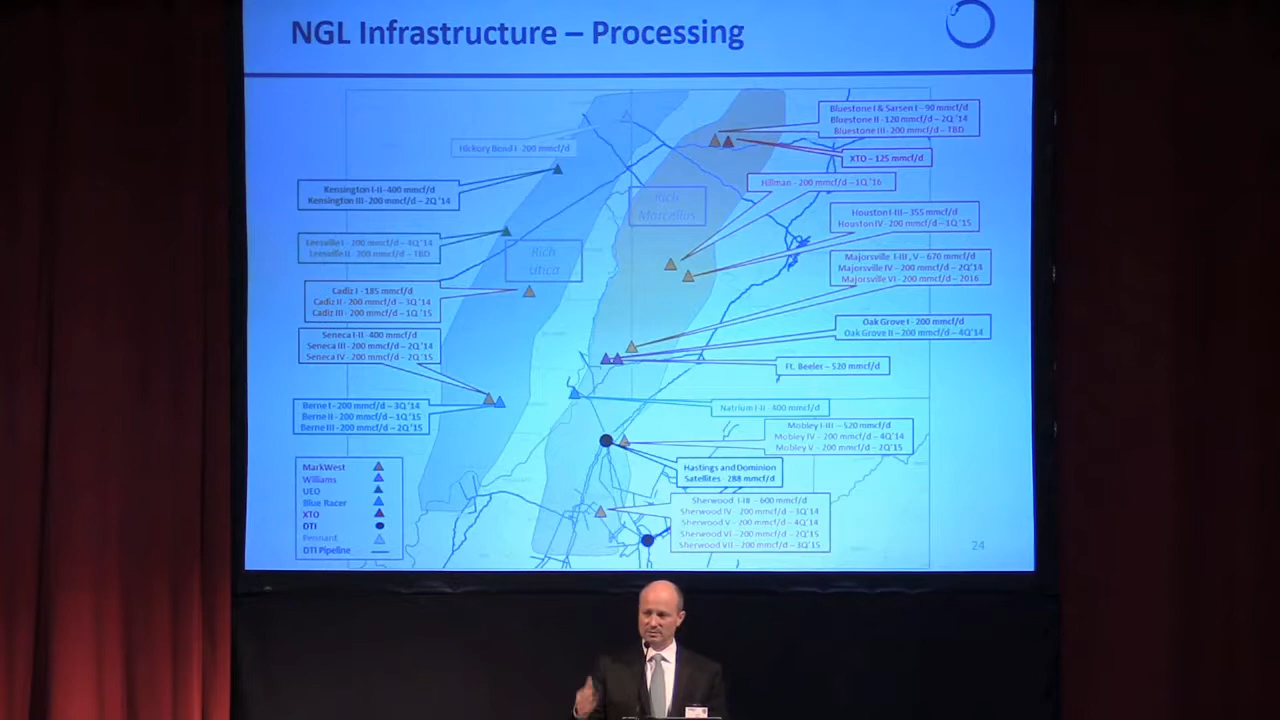 NGL Infrastructure – Processing
Bluestone I & Sarsen I – 90 mmcf/d
Bluestone II - 120 mmcf/d – 2Q '14
Bluestone III - 200 mmcf/d – TBD
Hickory Bend I - 200 mmcf/d
XTO – 125 mmcf/d
Kensington I-II- 400 mmcf/d
Kensington III - 200 mmcf/d – 2Q '14
Hillman - 200 mmcf/d – 1Q '16
Rich
Marcellus
Houston I-III – 355 mmcf/d
Houston IV - 200 mmcf/d – 1Q '15
Leesville I - 200 mmcf/d – 4Q '14
Leesville II - 200 mmcf/d - TBD
Rich
Utica
Majorsville I-III, V – 670 mmcf/d
Majorsville IV – 200 mmcf/d – 2Q'14
Majorsville VI - 200 mmcf/d - 2016
Cadiz I - 185 mmcf/d
Cadiz II - 200 mmcf/d – 3Q '14
Cadiz III - 200 mmcf/d – 1Q '15
Oak Grove I - 200 mmcf/d
Oak Grove II – 200 mmcf/d – 4Q'14
Seneca I-II – 400 mmcf/d
Seneca III - 200 mmcf/d – 2Q'14
Seneca IV - 200 mmcf/d – 2Q'15
Ft. Beeler – 520 mmcf/d
Berne I - 200 mmcf/d – 3Q '14
Berne II - 200 mmcf/d – 1Q'15
Berne III - 200 mmcf/d – 2Q'15
Natrium I-II - 400 mmcf/d
Mobley I-III – 520 mmcf/d
Mobley IV – 200 mmcf/d – 4Q'14
Mobley V – 200 mmcf/d – 2Q'15
Hastings and Dominion
Satellites - 288 mmcf/d
MarkWest
Williams
UEO
Blue Racer
XTO
DTI
Pennant
DTI Pipeline
Sherwood I-III – 600 mmcf/d
Sherwood IV – 200 mmcf/d – 3Q'14
Sherwood V – 200 mmcf/d – 4Q'14
Sherwood VI – 200 mmcf/d – 2Q'15
Sherwood VII – 200 mmcf/d – 3Q'15
24